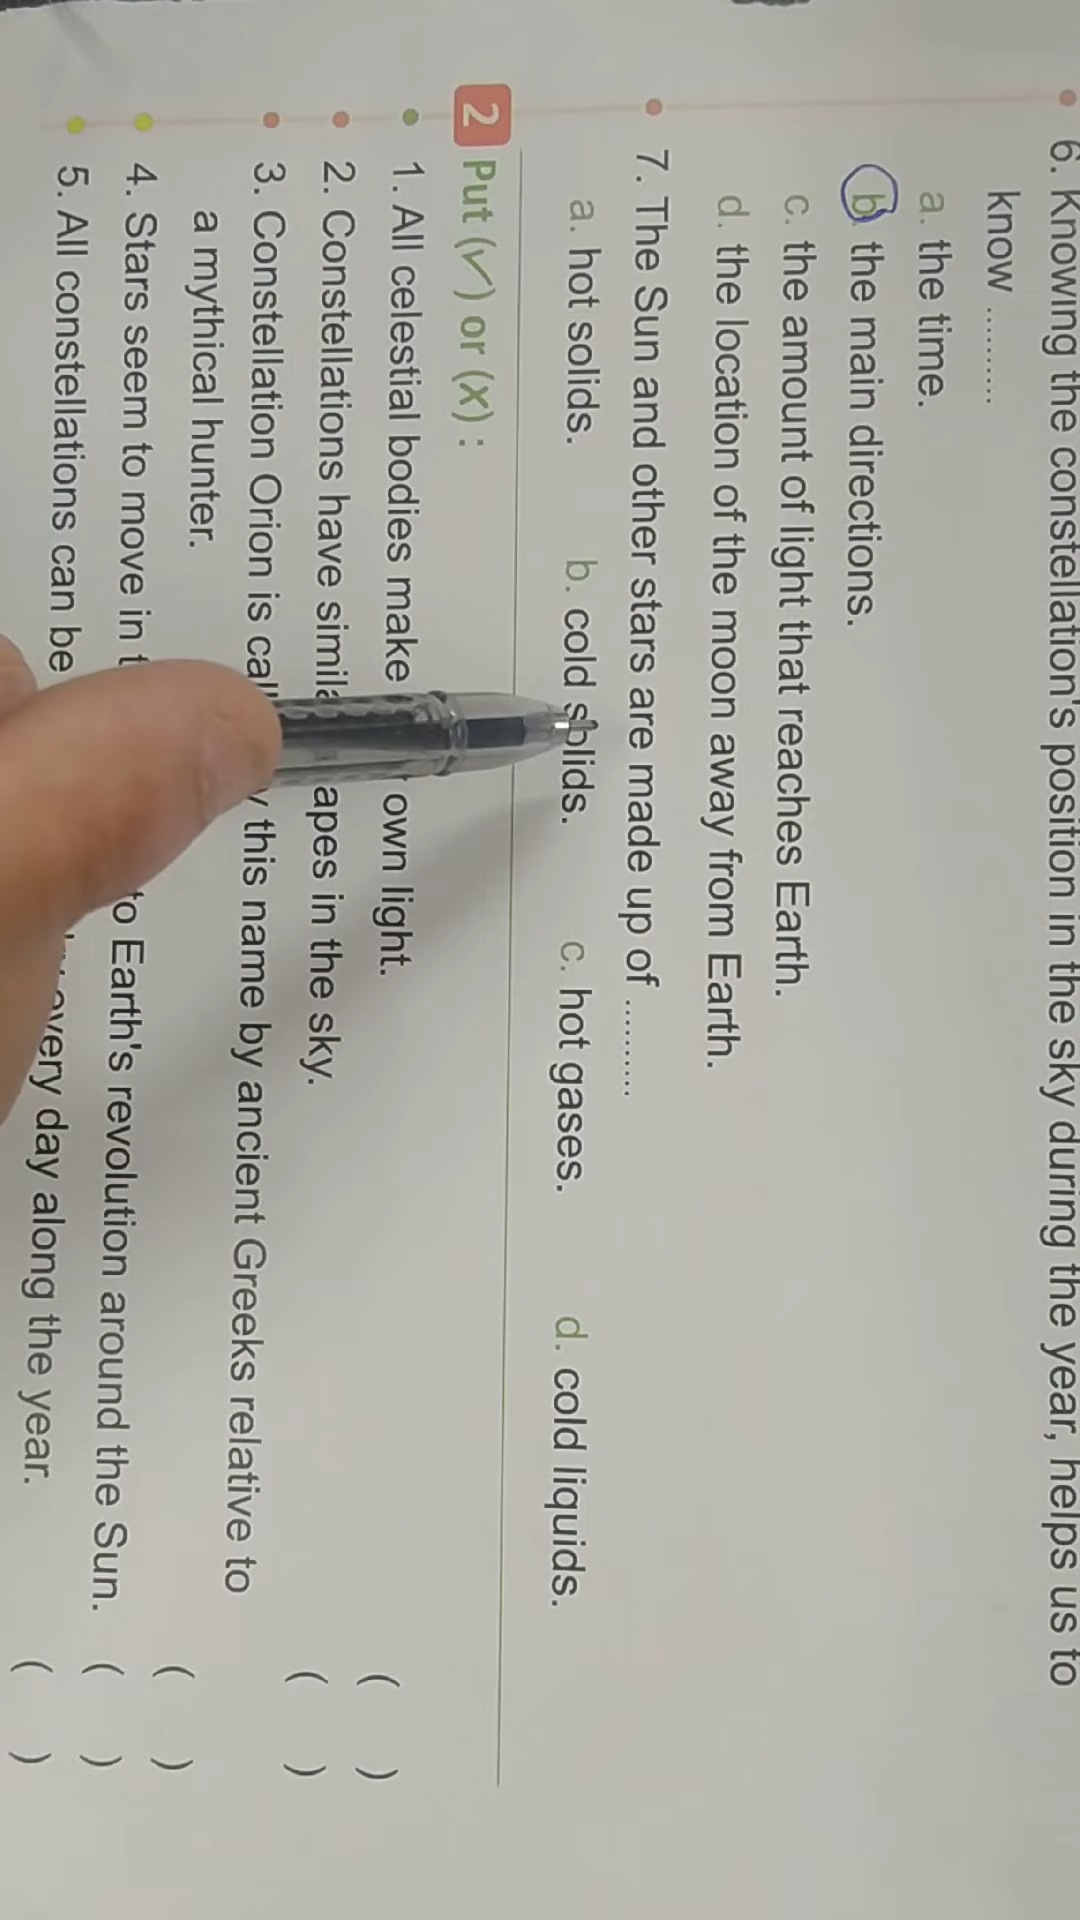 6. Knowing the constellation's position in the sky during the year, helps us to
know ..........
a. the time.
b. the main directions.
c. the amount of light that reaches Earth.
d. the location of the moon away from Earth.
7. The Sun and other stars are made up of ..........
a. hot solids. b. cold solids. c. hot gases. d. cold liquids.
2 Put (✓) or (x) :
1. All celestial bodies make own light. ( )
2. Constellations have apes in the sky. ( )
3. Constellation Orion is this name by ancient Greeks relative to
a mythical hunter. ( )
4. Stars seem to move in to Earth's revolution around the Sun. ( )
5. All constellations can be every day along the year. ( )